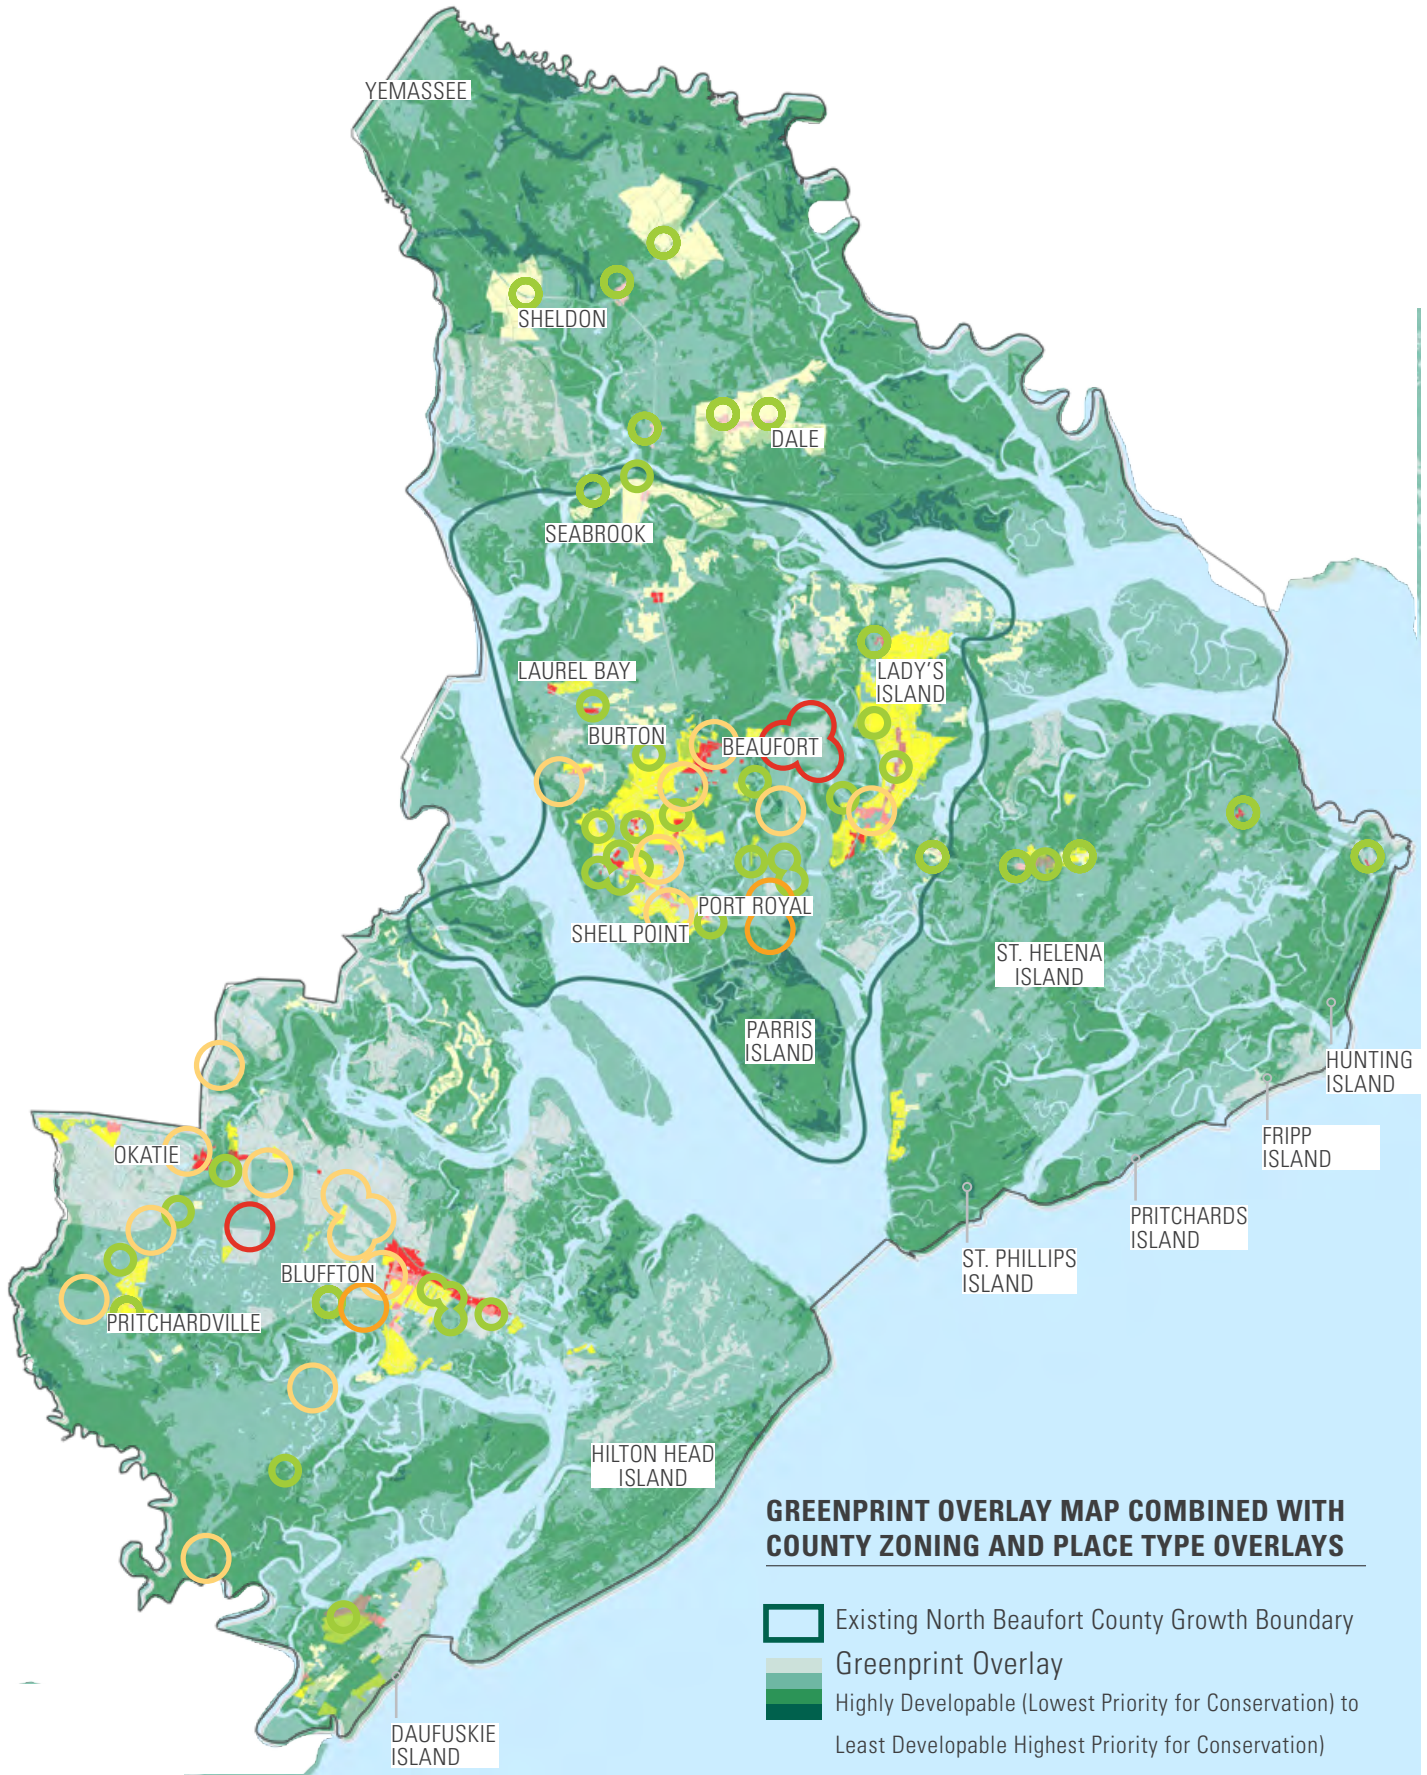 YEMASSEE
SHELDON
DALE
SEABROOK
LAUREL BAY
LADY'S
ISLAND
BURTON
BEAUFORT
PORT ROYAL
SHELL POINT
ST. HELENA
ISLAND
PARRIS
ISLAND
HUNTING
ISLAND
FRIPP
ISLAND
OKATIE
PRITCHARDS
ISLAND
ST. PHILLIPS
ISLAND
BLUFFTON
PRITCHARDVILLE
HILTON HEAD
ISLAND
DAUFUSKIE
ISLAND
GREENPRINT OVERLAY MAP COMBINED WITH
COUNTY ZONING AND PLACE TYPE OVERLAYS
Existing North Beaufort County Growth Boundary
Greenprint Overlay
Highly Developable (Lowest Priority for Conservation) to
Least Developable Highest Priority for Conservation)